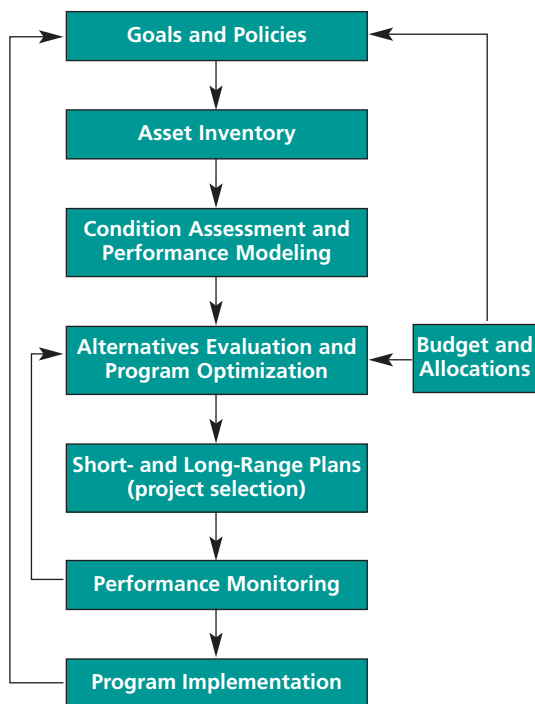 Goals and Policies
Asset Inventory
Condition Assessment and
Performance Modeling
Alternatives Evaluation and
Program Optimization
Budget and
Allocations
Short- and Long-Range Plans
(project selection)
Performance Monitoring
Program Implementation